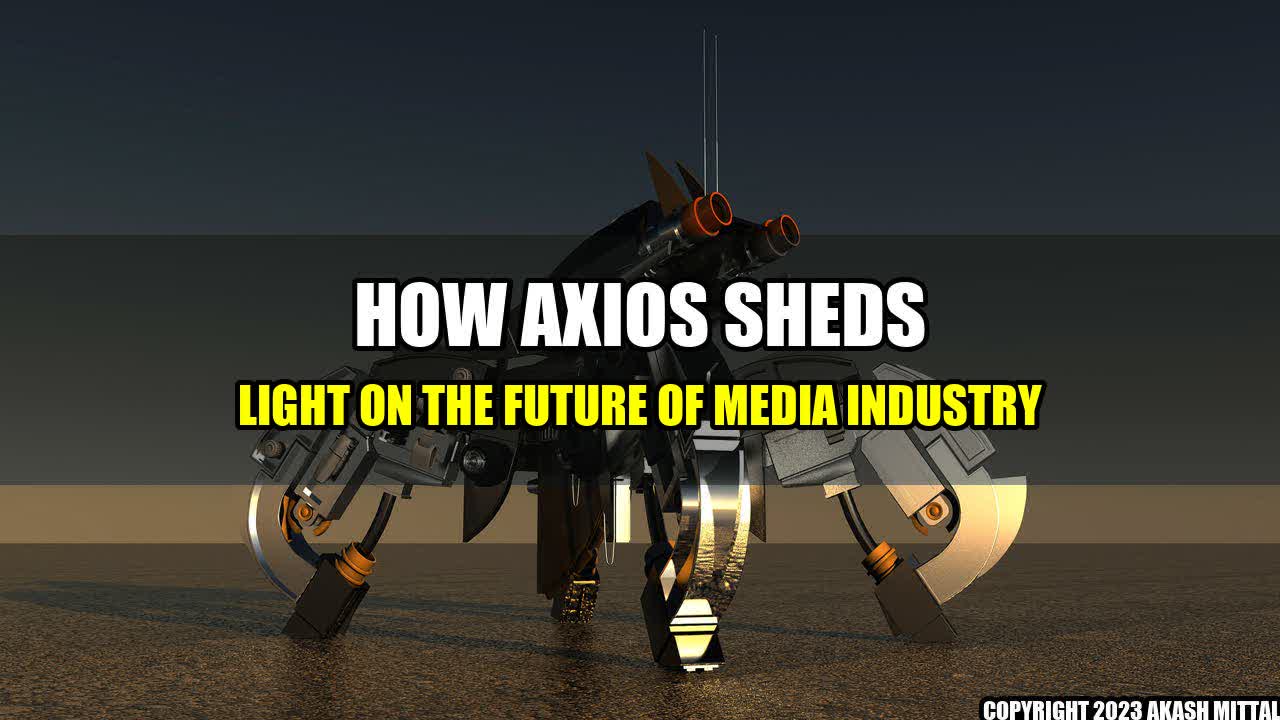 HOW AXIOS SHEDS
LIGHT ON THE FUTURE OF MEDIA INDUSTRY
COPYRIGHT 2023 AKASH MITTAL